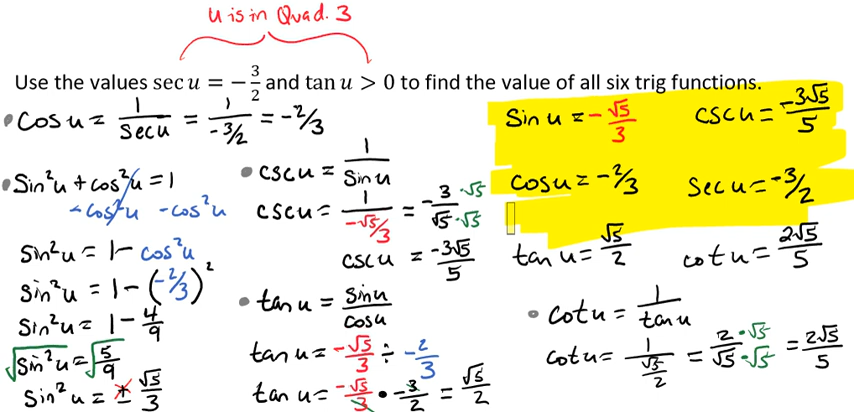 u is in Quad. 3
Use the values sec u = −3/2 and tan u > 0 to find the value of all six trig functions.
• cos u = 1/sec u = 1/(-3/2) = -2/3
• sin²u + cos²u = 1
-cos²u -cos²u
sin²u = 1 - cos²u
sin²u = 1 - (-2/3)²
sin²u = 1 - 4/9
√sin²u = √5/9
sin²u = ± √5/3
• csc u = 1/sin u
csc u = 1/(-√5/3) = -3/√5 ·√5 ·√5
csc u = -3√5/5
• tan u = sin u/cos u
tan u = -√5/3 ÷ -2/3
tan u = -√5/3 • -3/2 = √5/2
sin u = -√5/3 csc u = -3√5/5
cos u = -2/3 sec u = -3/2
tan u = √5/2 cot u = 2√5/5
• cot u = 1/tan u
cot u = 1/(√5/2) = 2/√5 ·√5 ·√5 = 2√5/5